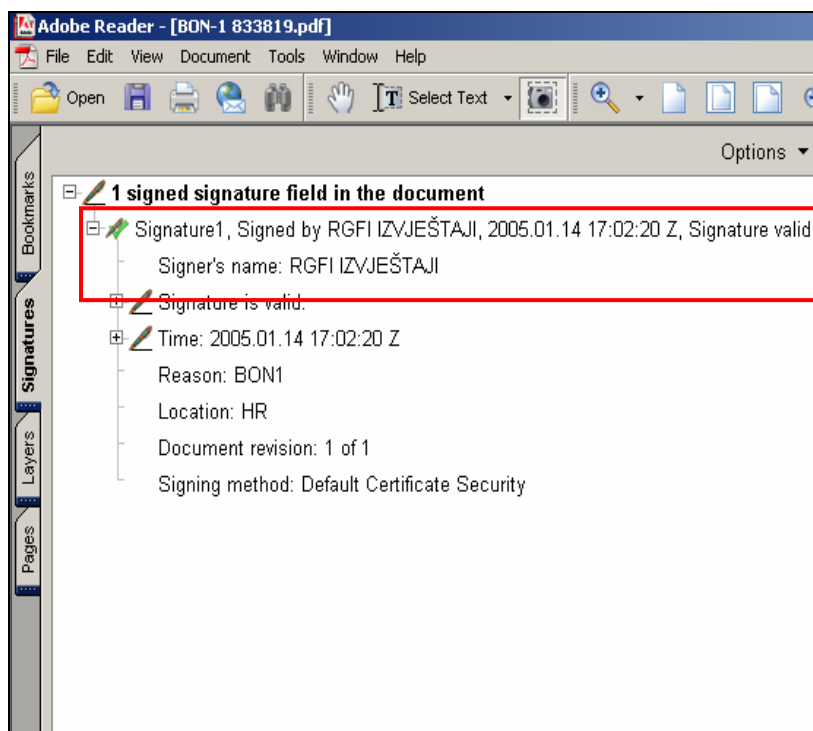 Adobe Reader - [BON-1 833819.pdf]
File Edit View Document Tools Window Help
Open Select Text
Options
Bookmarks
Signatures
Layers
Pages
1 signed signature field in the document
Signature1, Signed by RGFI IZVJEŠTAJI, 2005.01.14 17:02:20 Z, Signature valid
Signer's name: RGFI IZVJEŠTAJI
Signature is valid:
Time: 2005.01.14 17:02:20 Z
Reason: BON1
Location: HR
Document revision: 1 of 1
Signing method: Default Certificate Security